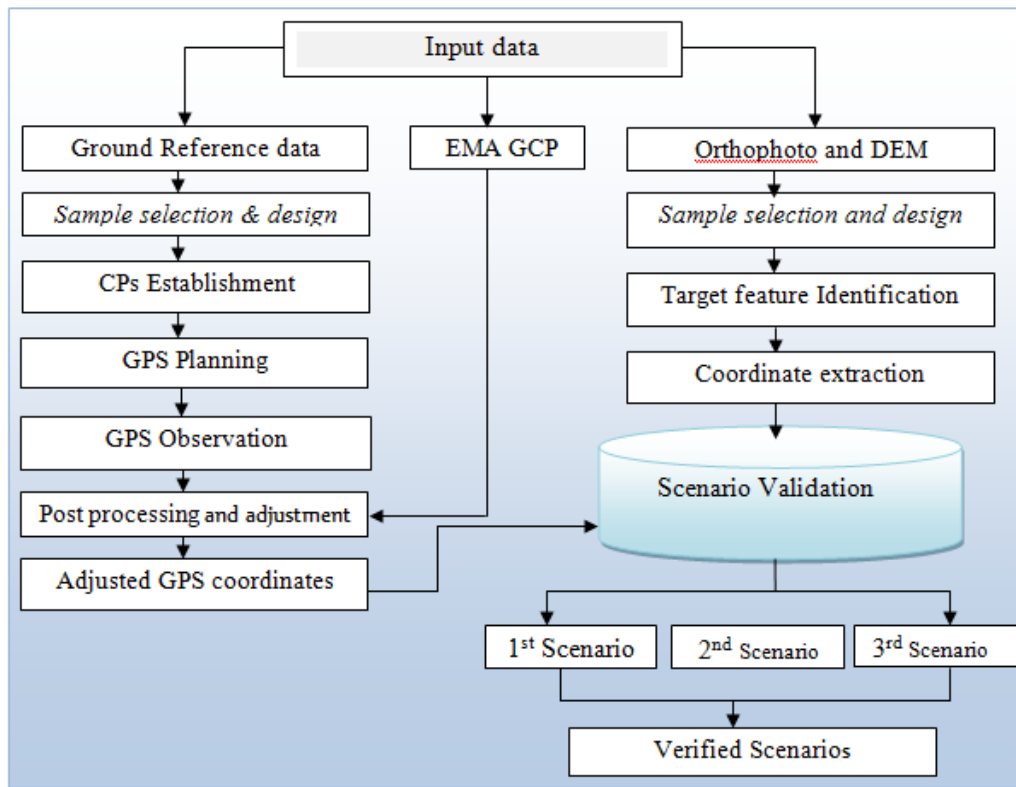 Input data
Ground Reference data
EMA GCP
Orthophoto and DEM
Sample selection & design
Sample selection and design
CPs Establishment
Target feature Identification
GPS Planning
Coordinate extraction
GPS Observation
Scenario Validation
Post processing and adjustment
Adjusted GPS coordinates
1st Scenario
2nd Scenario
3rd Scenario
Verified Scenarios